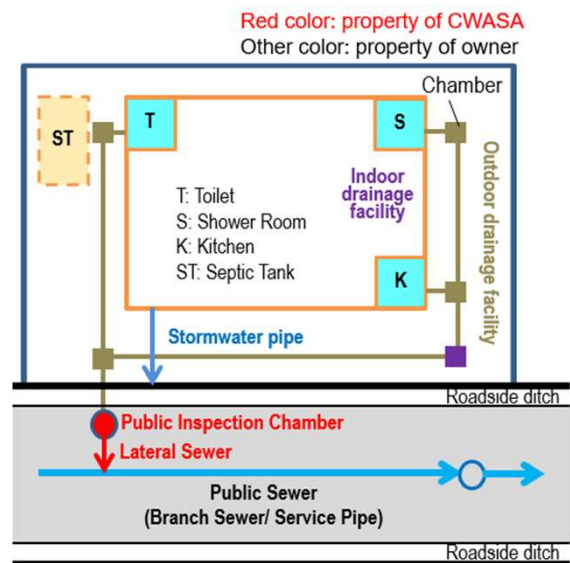 Red color: property of CWASA
Other color: property of owner
Chamber
T
S
ST
Outdoor drainage facility
Indoor
drainage
facility
T: Toilet
S: Shower Room
K: Kitchen
ST: Septic Tank
K
Stormwater pipe
Roadside ditch
Public Inspection Chamber
Lateral Sewer
Public Sewer
(Branch Sewer/ Service Pipe)
Roadside ditch